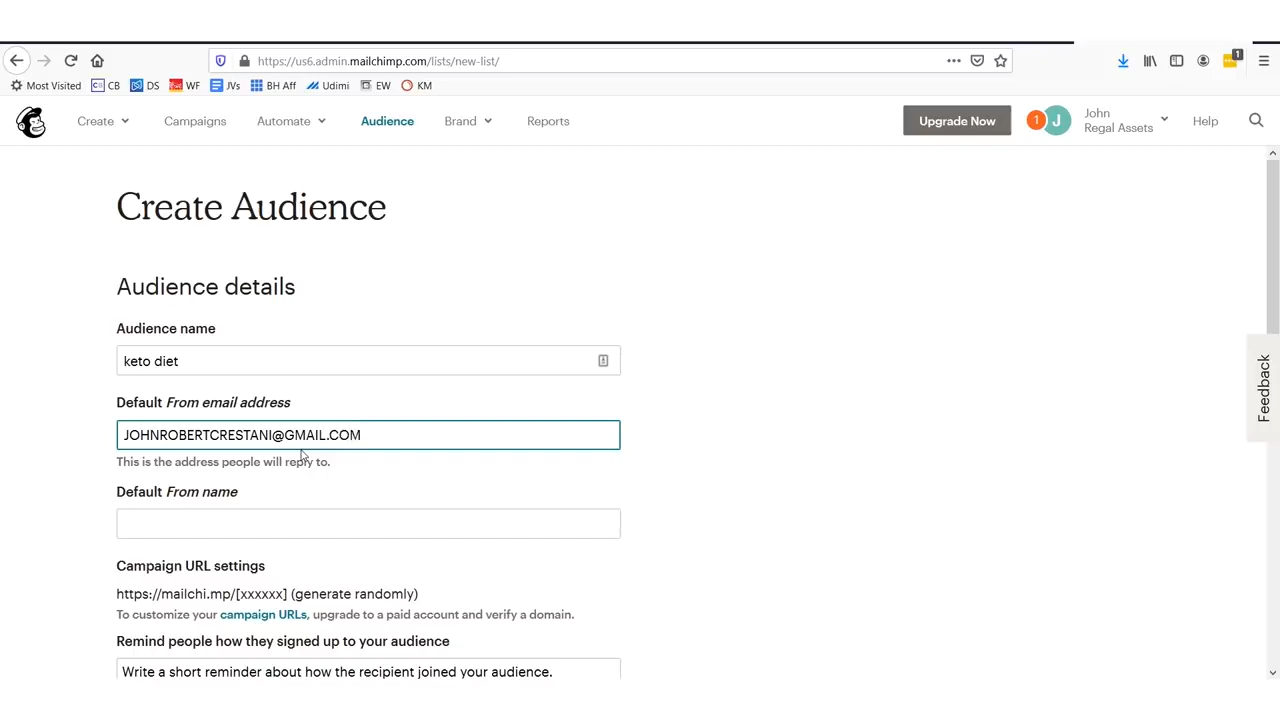 https://us6.admin.mailchimp.com/lists/new-list/
1
Most Visited CB DS WF JVs BH Aff Udimi EW KM
Create Campaigns Automate Audience Brand Reports Upgrade Now 1 J John Regal Assets Help
Create Audience
Audience details
Audience name
keto diet
Default From email address
JOHNROBERTCRESTANI@GMAIL.COM
This is the address people will reply to.
Default From name
Campaign URL settings
https://mailchi.mp/[xxxxxx] (generate randomly)
To customize your campaign URLs, upgrade to a paid account and verify a domain.
Remind people how they signed up to your audience
Write a short reminder about how the recipient joined your audience.
Feedback